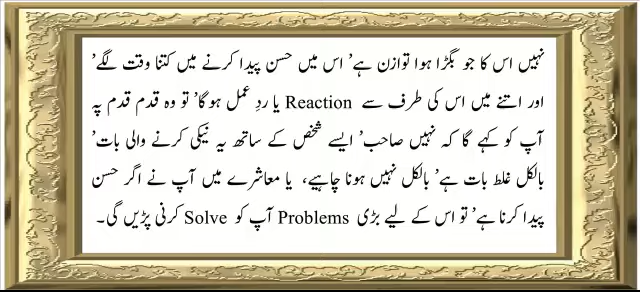 نہیں اس کا جو بگڑا ہوا توازن ہے’ اس میں حسن پیدا کرنے میں کتنا وقت لگے’
اور اتنے میں اس کی طرف سے Reaction یا ردِ عمل ہوگا’ تو وہ قدم قدم پہ
آپ کو کہے گا کہ نہیں صاحب’ ایسے شخص کے ساتھ یہ نیکی کرنے والی بات’
بالکل غلط بات ہے’ بالکل نہیں ہونا چاہیے، یا معاشرے میں آپ نے اگر حسن
پیدا کرنا ہے’ تو اس کے لیے بڑی Problems آپ کو Solve کرنی پڑیں گی۔